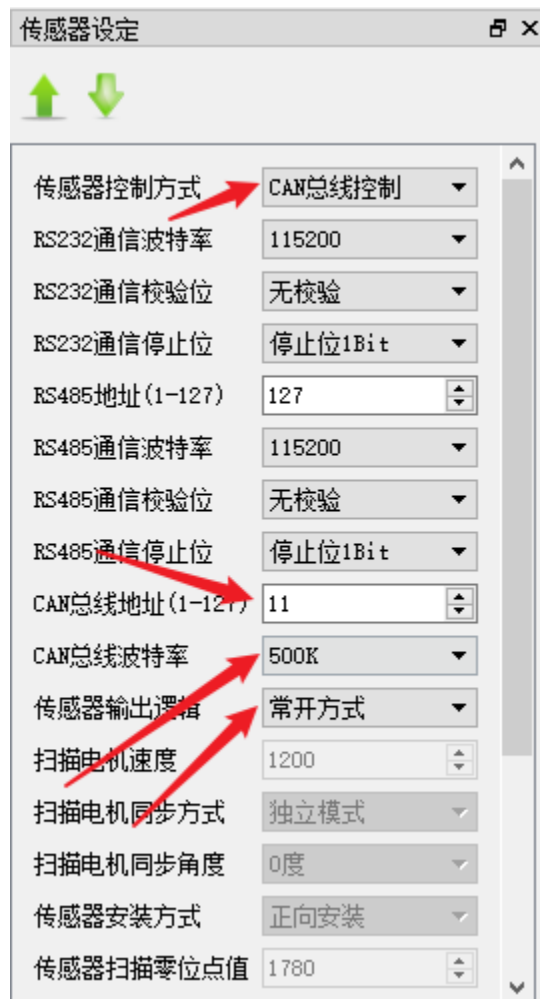 传感器设定
传感器控制方式 CAN总线控制
RS232通信波特率 115200
RS232通信校验位 无校验
RS232通信停止位 停止位1Bit
RS485地址(1-127) 127
RS485通信波特率 115200
RS485通信校验位 无校验
RS485通信停止位 停止位1Bit
CAN总线地址(1-127) 11
CAN总线波特率 500K
传感器输出逻辑 常开方式
扫描电机速度 1200
扫描电机同步方式 独立模式
扫描电机同步角度 0度
传感器安装方式 正向安装
传感器扫描零位点值 1780